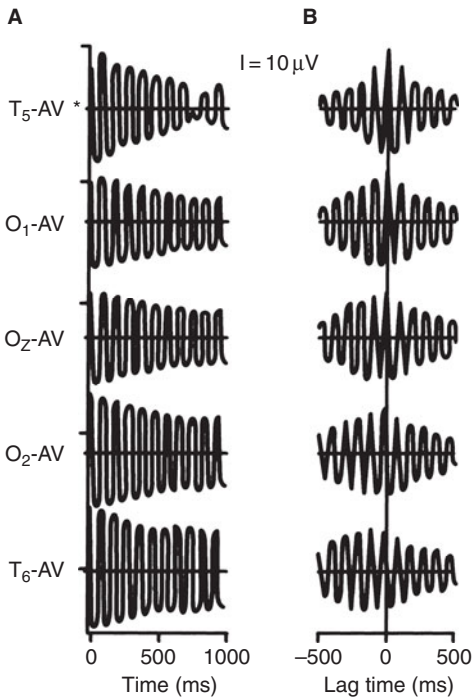 A
B
I = 10 μV
T5-AV *
O1-AV
OZ-AV
O2-AV
T6-AV
0 500 1000
Time (ms)
–500 0 500
Lag time (ms)